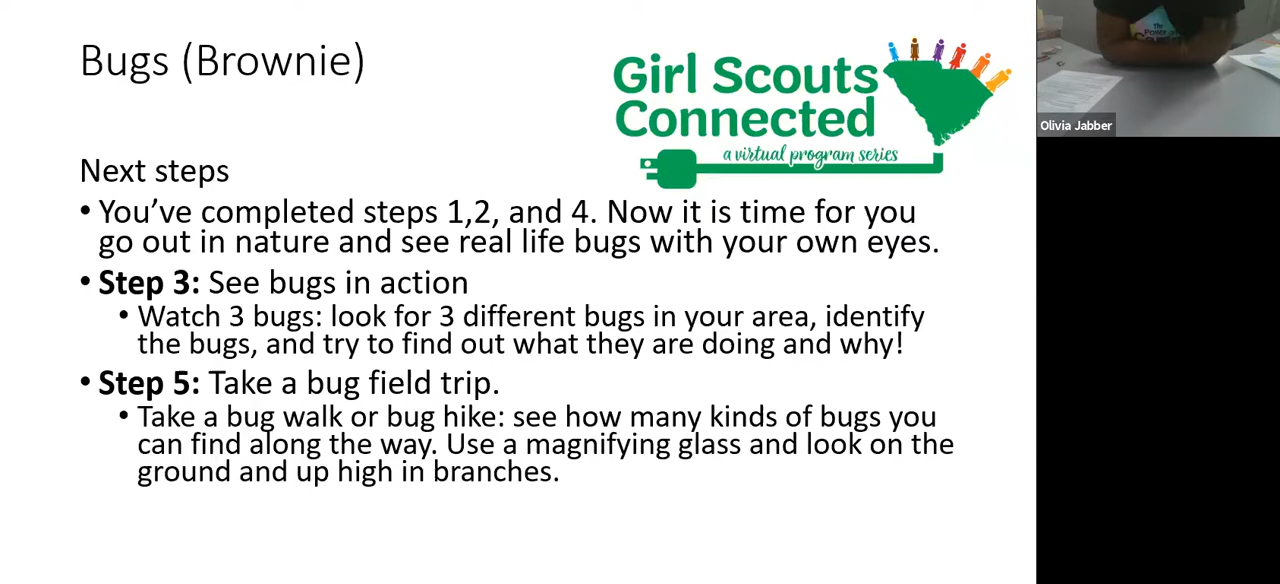 Bugs (Brownie)
Girl Scouts
Connected
a virtual program series
Next steps
• You’ve completed steps 1,2, and 4. Now it is time for you
go out in nature and see real life bugs with your own eyes.
• Step 3: See bugs in action
• Watch 3 bugs: look for 3 different bugs in your area, identify
the bugs, and try to find out what they are doing and why!
• Step 5: Take a bug field trip.
• Take a bug walk or bug hike: see how many kinds of bugs you
can find along the way. Use a magnifying glass and look on the
ground and up high in branches.
The
Power of
Olivia Jabber